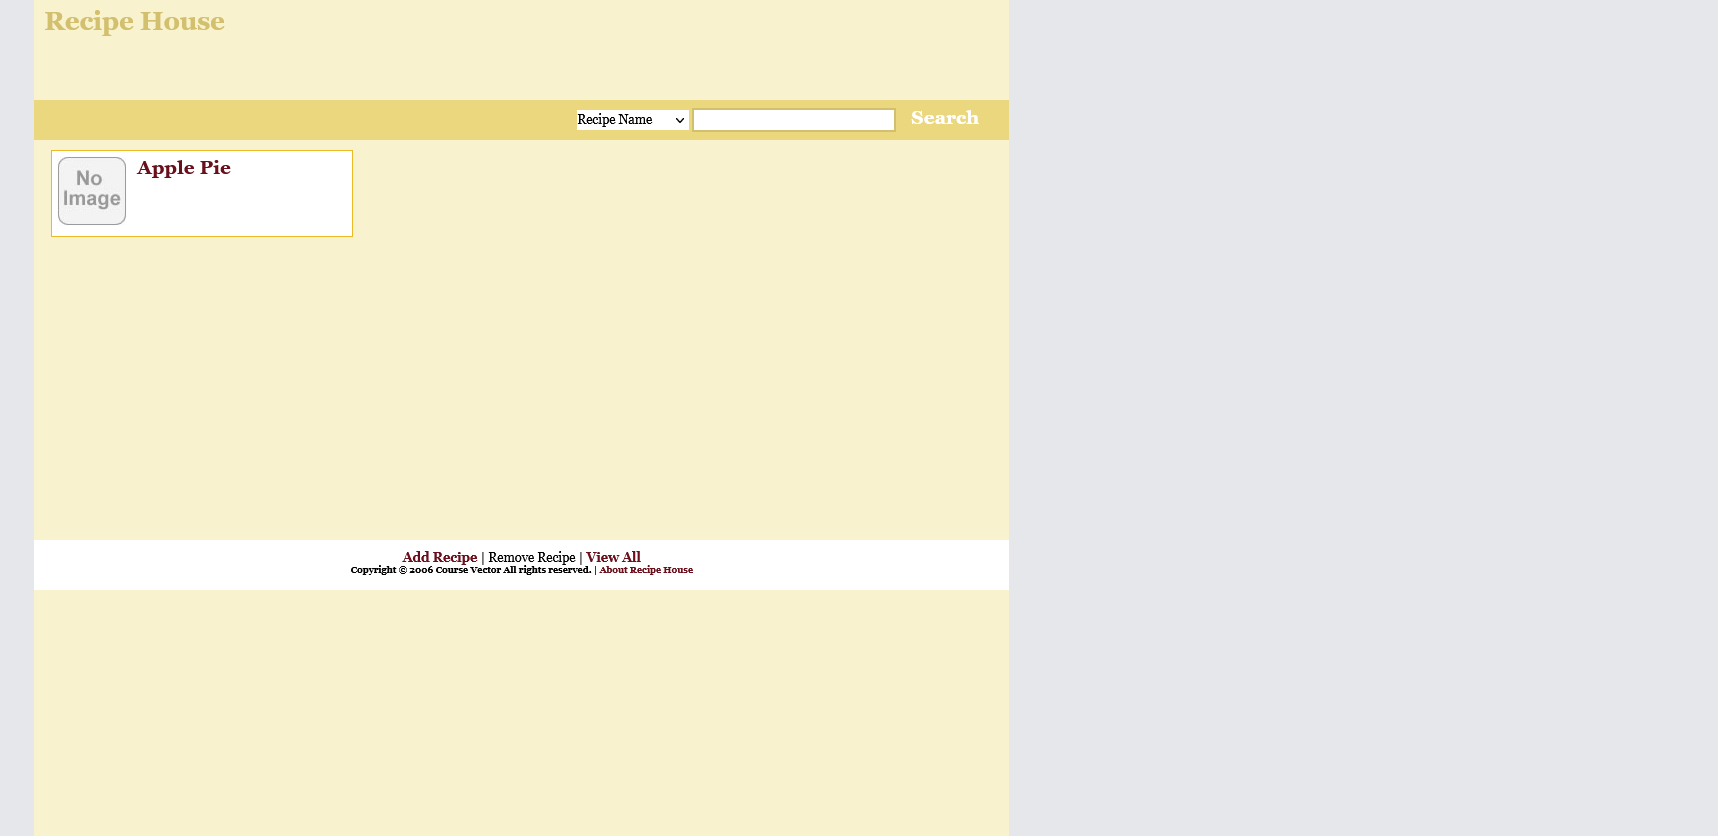 Recipe House
Recipe Name Search
No
Image
Apple Pie
Add Recipe | Remove Recipe | View All
Copyright © 2006 Course Vector All rights reserved. | About Recipe House